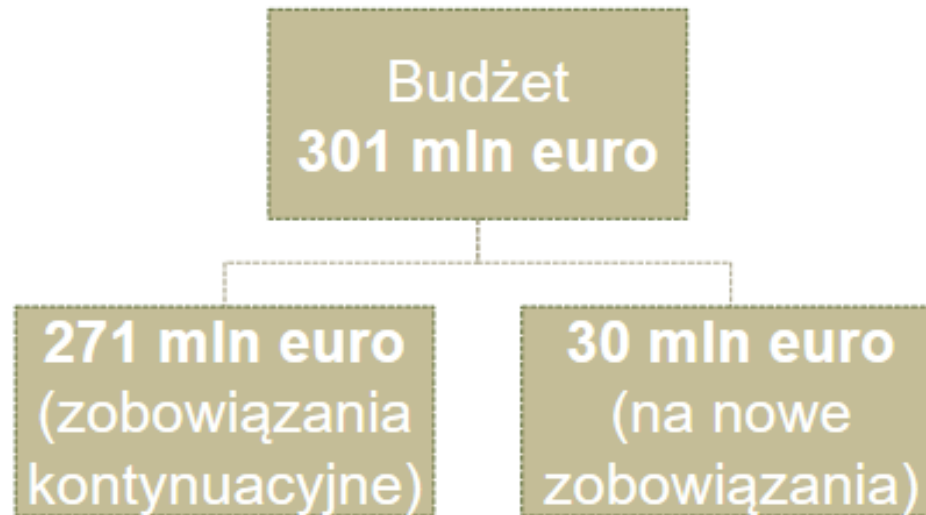 Budżet
301 mln euro
271 mln euro
(zobowiązania
kontynuacyjne)
30 mln euro
(na nowe
zobowiązania)